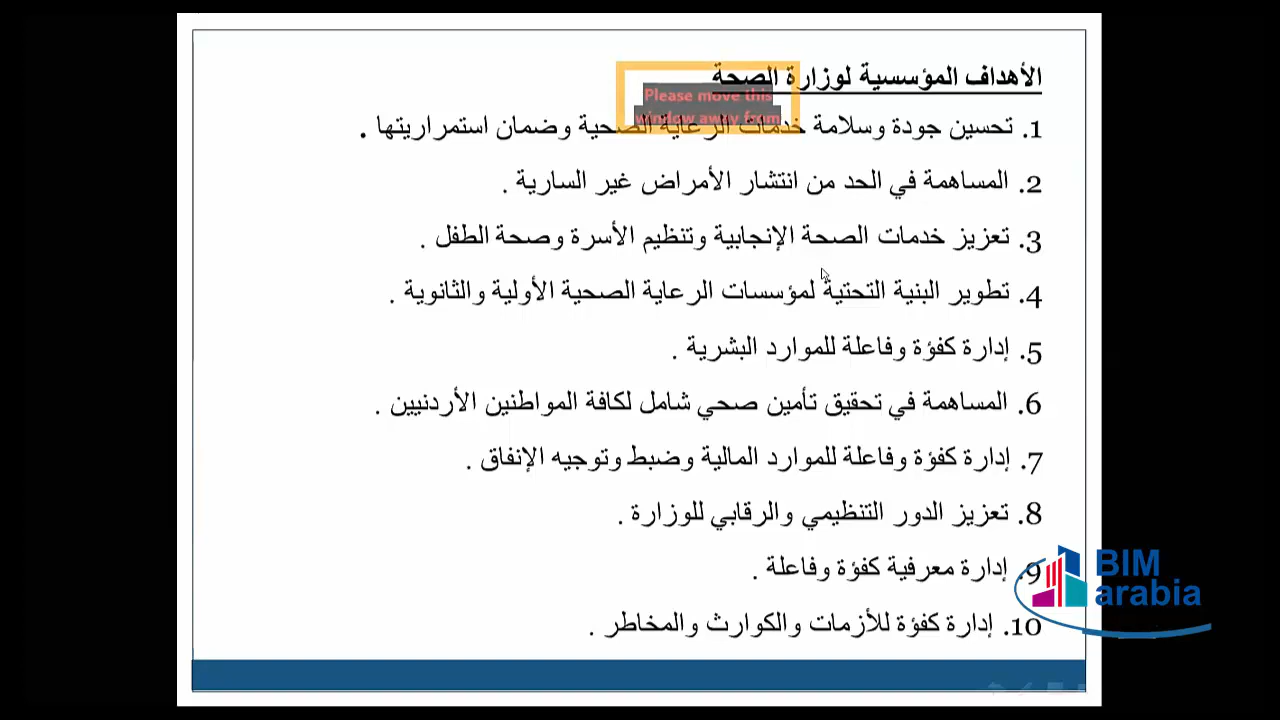 الأهداف المؤسسية لوزارة الصحة
Please move this
window away from
1. تحسين جودة وسلامة خدمات الرعاية الصحية وضمان استمراريتها .
2. المساهمة في الحد من انتشار الأمراض غير السارية .
3. تعزيز خدمات الصحة الإنجابية وتنظيم الأسرة وصحة الطفل .
4. تطوير البنية التحتية لمؤسسات الرعاية الصحية الأولية والثانوية .
5. إدارة كفؤة وفاعلة للموارد البشرية .
6. المساهمة في تحقيق تأمين صحي شامل لكافة المواطنين الأردنيين .
7. إدارة كفؤة وفاعلة للموارد المالية وضبط وتوجيه الإنفاق .
8. تعزيز الدور التنظيمي والرقابي للوزارة .
9. إدارة معرفية كفؤة وفاعلة .
10. إدارة كفؤة للأزمات والكوارث والمخاطر .
BIM
arabia